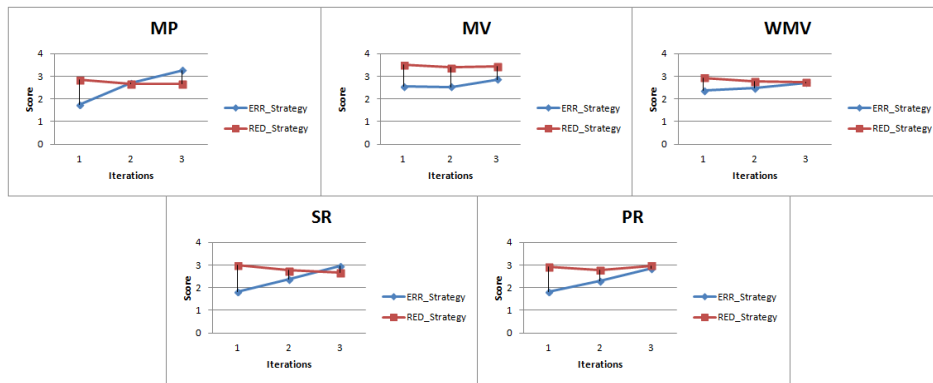 MP
4
3
2
1
0
Score
1 2 3
Iterations
ERR_Strategy
RED_Strategy
MV
4
3
2
1
0
Score
1 2 3
Iterations
ERR_Strategy
RED_Strategy
WMV
4
3
2
1
0
Score
1 2 3
Iterations
ERR_Strategy
RED_Strategy
SR
4
3
2
1
0
Score
1 2 3
Iterations
ERR_Strategy
RED_Strategy
PR
4
3
2
1
0
Score
1 2 3
Iterations
ERR_Strategy
RED_Strategy